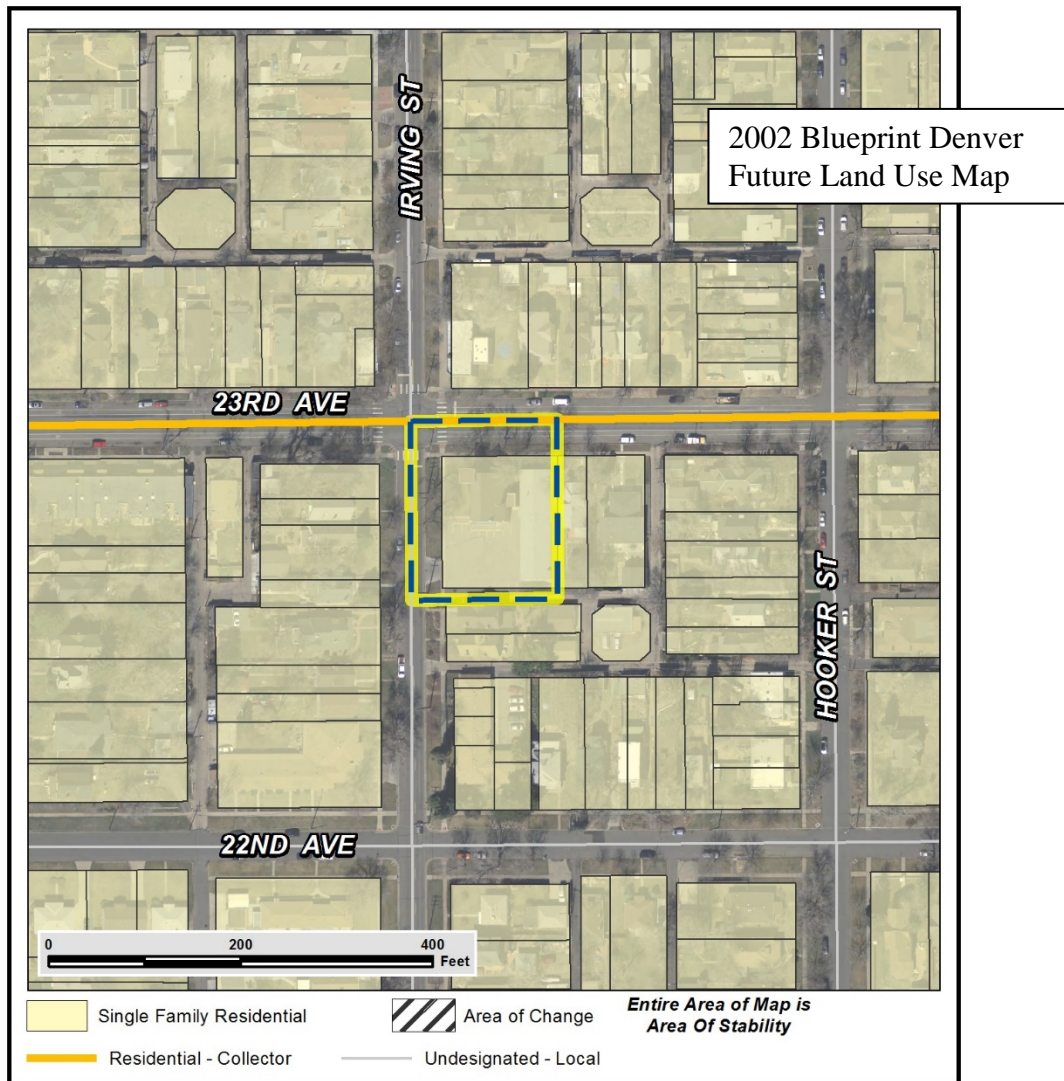 IRVING ST
2002 Blueprint Denver
Future Land Use Map
23RD AVE
HOOKER ST
22ND AVE
0 200 400
Feet
Single Family Residential
Area of Change
Entire Area of Map is
Area Of Stability
Residential - Collector
Undesignated - Local